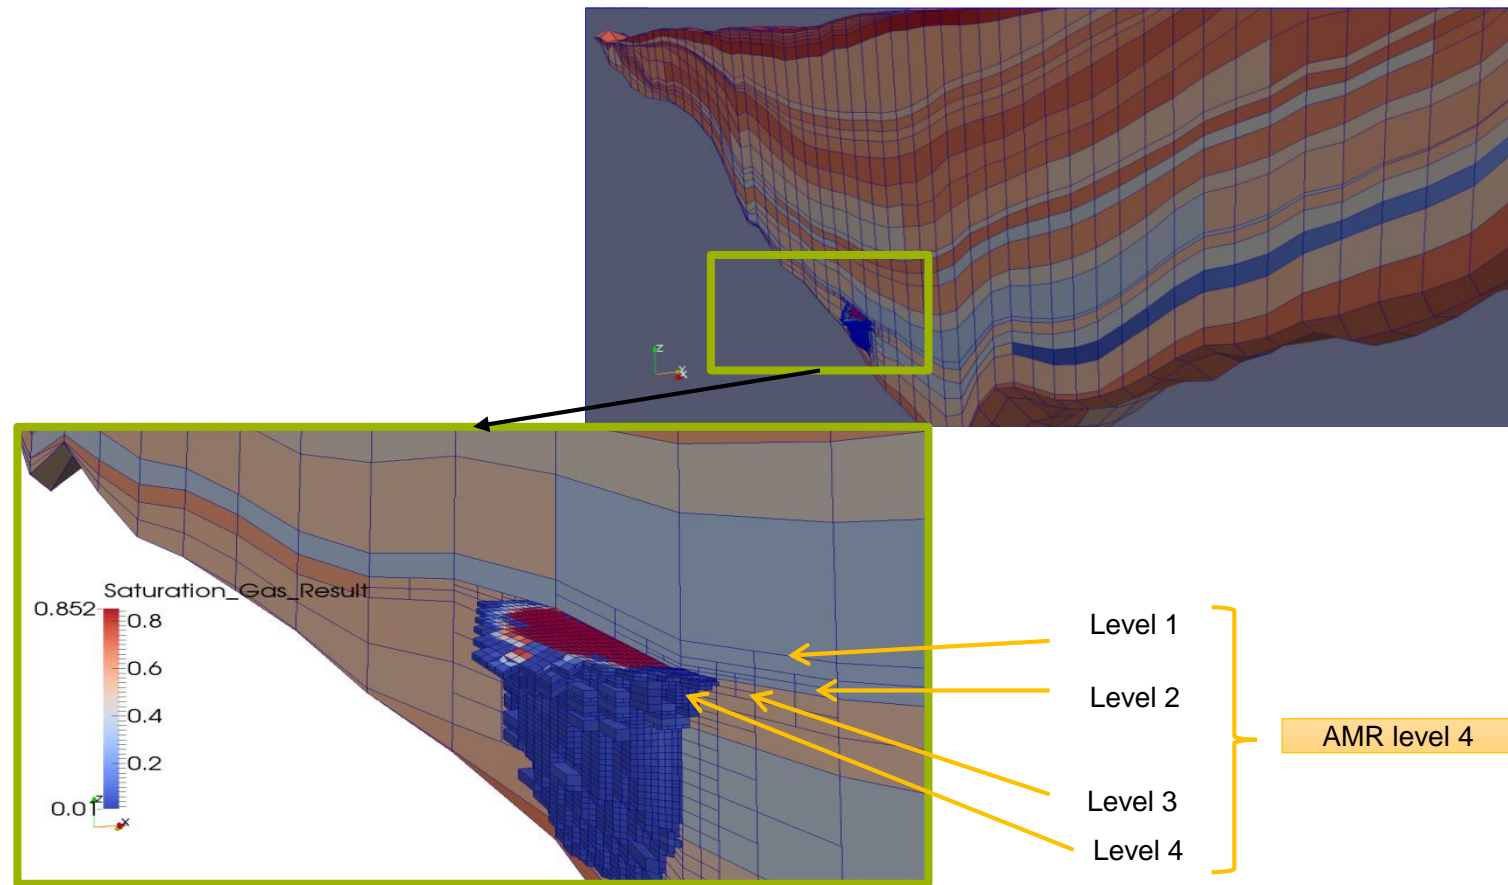 Z
Y
X
Saturation_Gas_Result
0.852
0.8
0.6
0.4
0.2
0.01
Z
X
Level 1
Level 2
Level 3
Level 4
AMR level 4